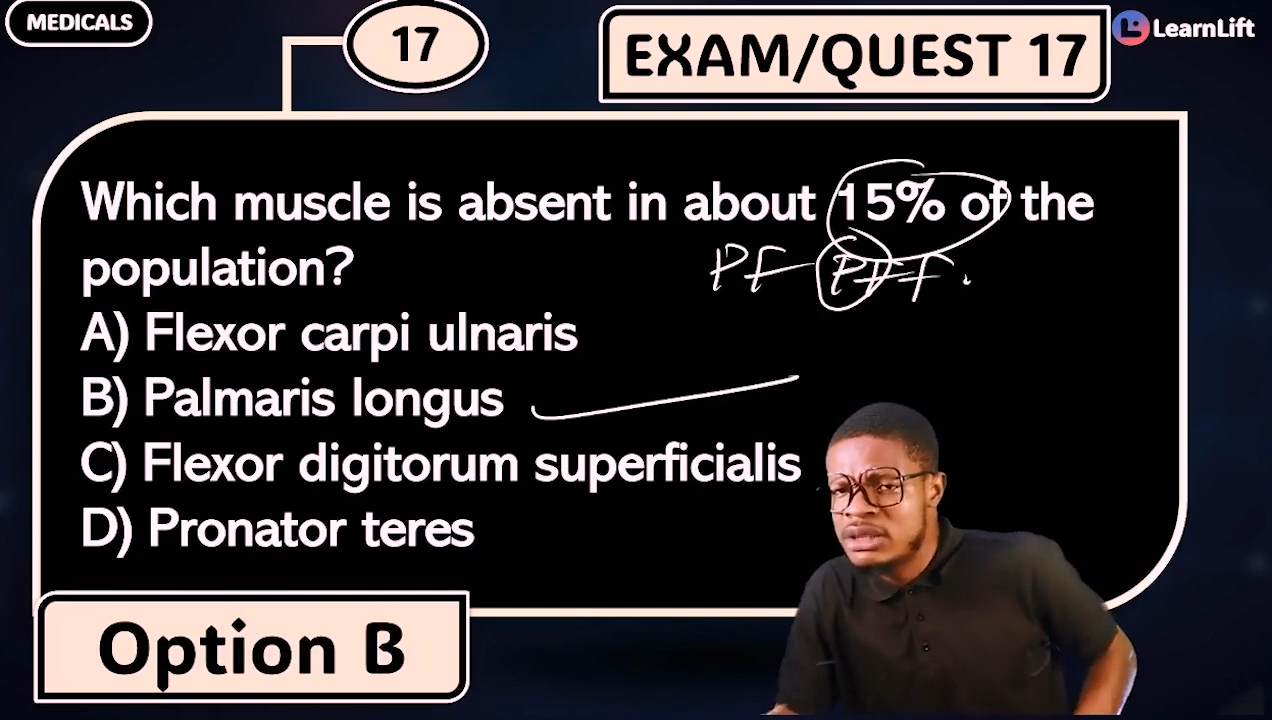 MEDICALS
17
EXAM/QUEST 17
LearnLift
Which muscle is absent in about 15% of the
population?
PF PFF.
A) Flexor carpi ulnaris
B) Palmaris longus
C) Flexor digitorum superficialis
D) Pronator teres
Option B